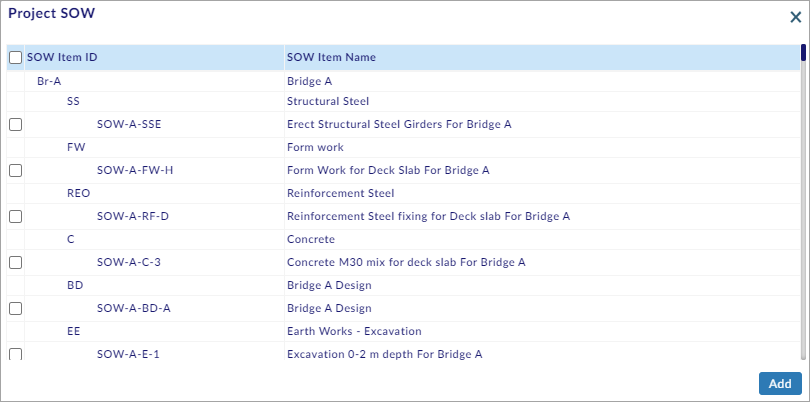 Project SOW
SOW Item ID SOW Item Name
Br-A Bridge A
SS Structural Steel
SOW-A-SSE Erect Structural Steel Girders For Bridge A
FW Form work
SOW-A-FW-H Form Work for Deck Slab For Bridge A
REO Reinforcement Steel
SOW-A-RF-D Reinforcement Steel fixing for Deck slab For Bridge A
C Concrete
SOW-A-C-3 Concrete M30 mix for deck slab For Bridge A
BD Bridge A Design
SOW-A-BD-A Bridge A Design
EE Earth Works - Excavation
SOW-A-E-1 Excavation 0-2 m depth For Bridge A
Add